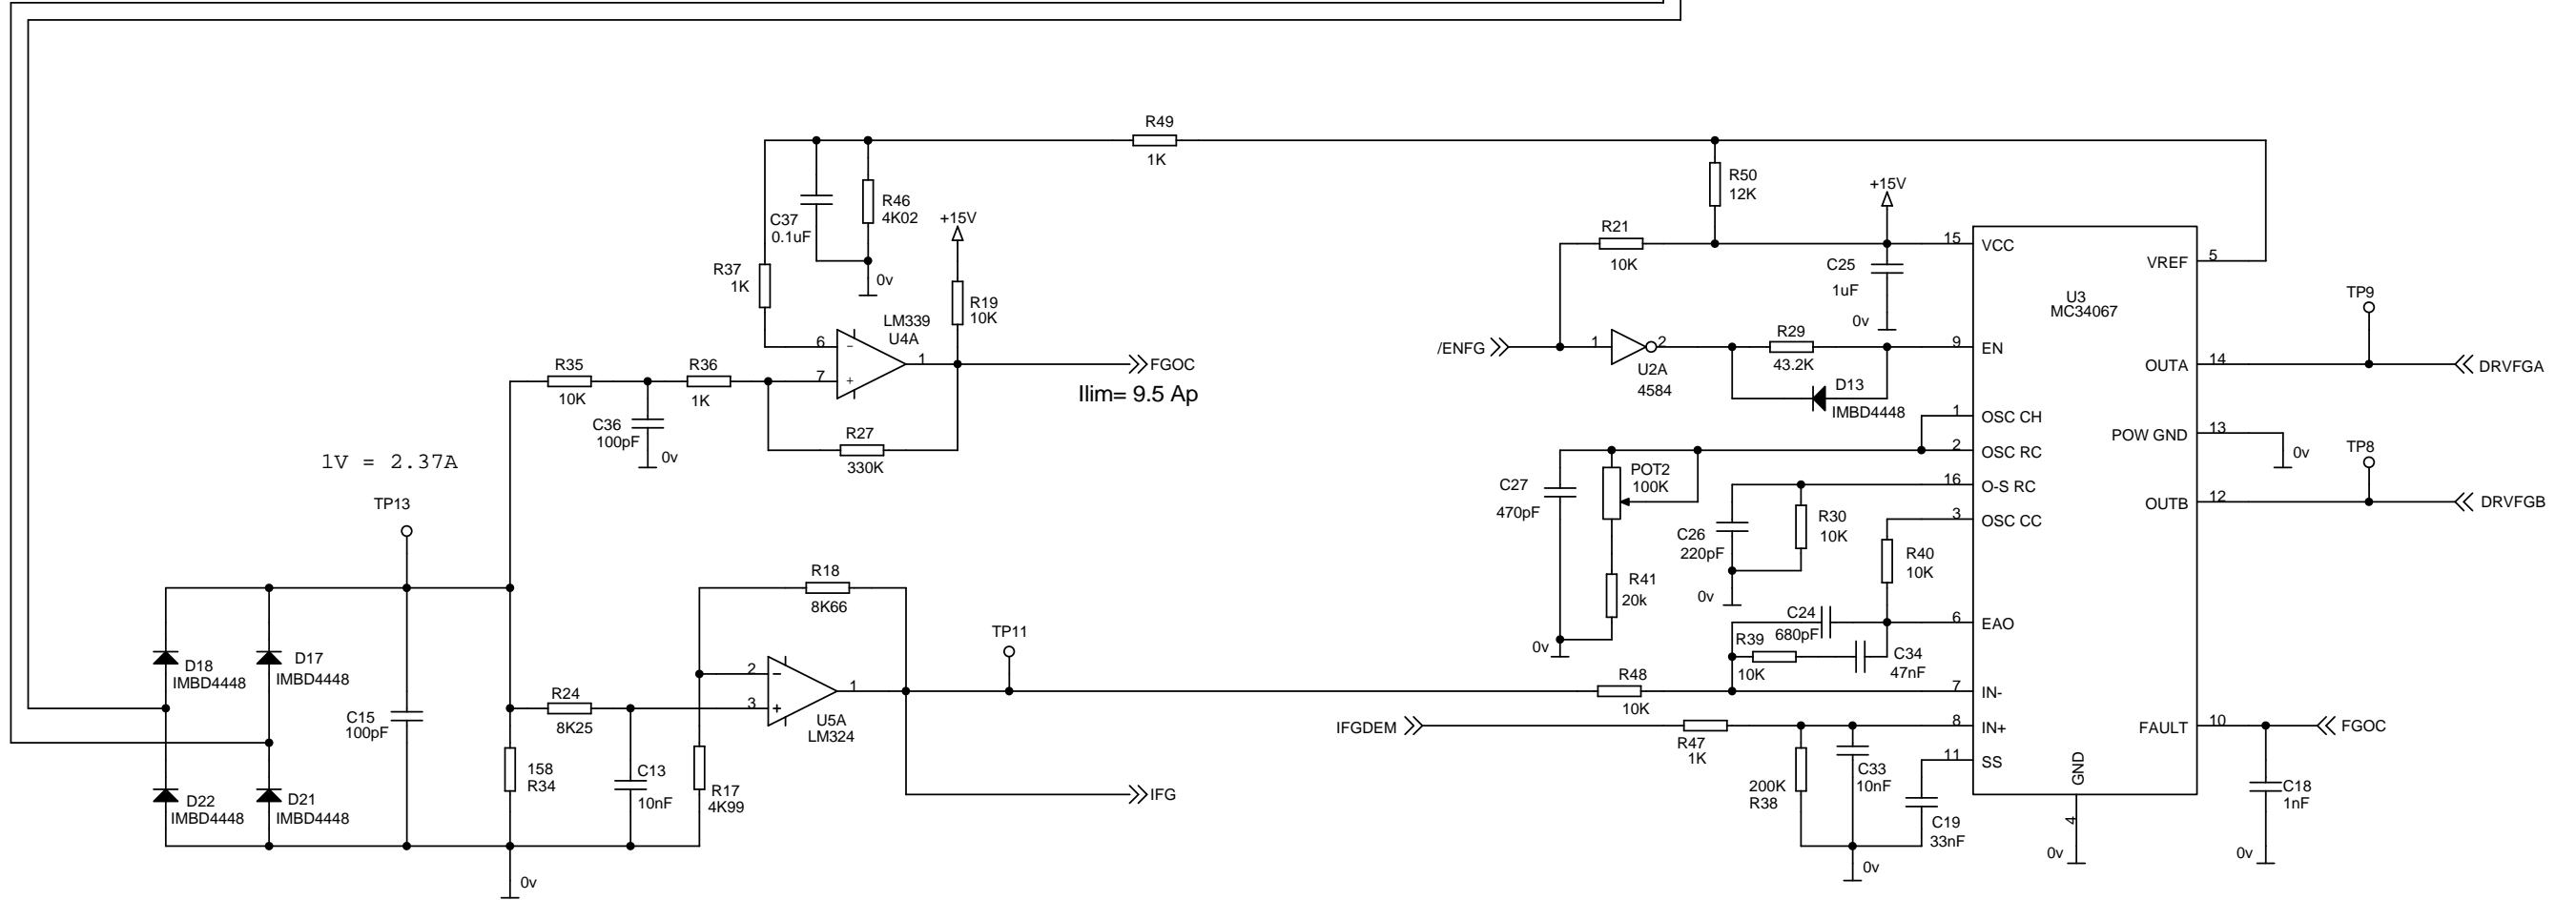 R49
1K
R50
12K
+15V
R46
4K02
C37
0.1uF
+15V
R21
10K
15
VCC
VREF
5
R37
1K
0v
C25
1uF
R19
10K
U3
MC34067
TP9
LM339
U4A
0v
R29
43.2K
6
−
1
/ENFG
1
2
9
EN
OUTA
14
DRVFGA
R35
10K
R36
1K
7
+
FGOC
Ilim= 9.5 Ap
U2A
4584
D13
IMBD4448
1
OSC CH
C36
100pF
0v
R27
330K
POW GND
13
0v
2
OSC RC
1V = 2.37A
TP13
POT2
100K
C27
470pF
16
O-S RC
TP8
OUTB
12
DRVFGB
R30
10K
C26
220pF
3
OSC CC
R40
10K
R18
8K66
R41
20k
0v
C24
680pF
6
EAO
TP11
0v
R39
10K
C34
47nF
D18
IMBD4448
D17
IMBD4448
2
−
1
3
+
R48
10K
7
IN-
R24
8K25
U5A
LM324
C15
100pF
IFGDEM
R47
1K
8
IN+
FAULT
10
FGOC
158
R34
C13
10nF
R17
4K99
IFG
200K
R38
C33
10nF
11
SS
GND
4
C19
33nF
C18
1nF
D22
IMBD4448
D21
IMBD4448
0v
0v
0v
0v